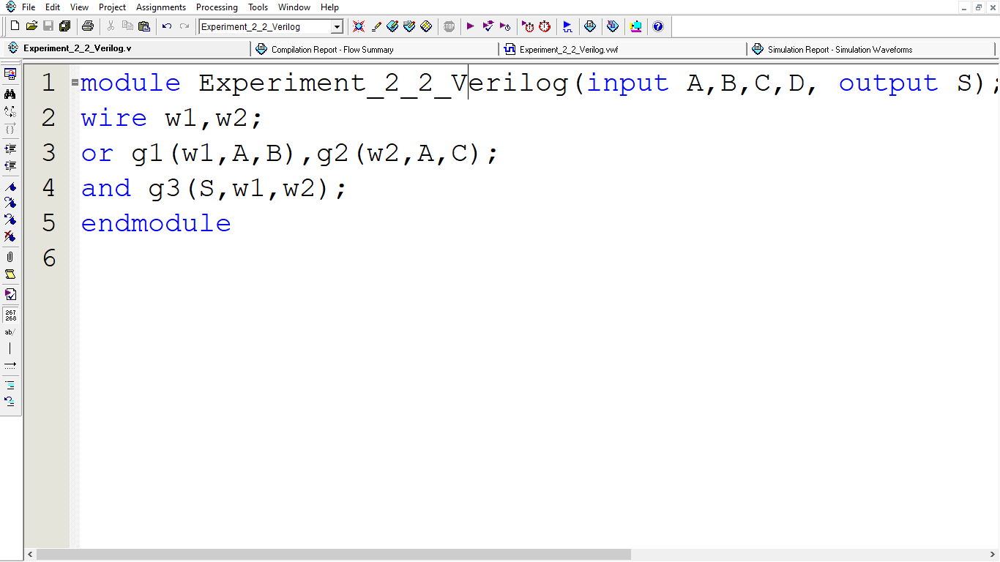 File Edit View Project Assignments Processing Tools Window Help
Experiment_2_2_Verilog
STOP
Experiment_2_2_Verilog.v
Compilation Report - Flow Summary
Experiment_2_2_Verilog.vwf
Simulation Report - Simulation Waveforms
1 module Experiment_2_2_Verilog(input A,B,C,D, output S);
2 wire w1,w2;
3 or g1(w1,A,B),g2(w2,A,C);
4 and g3(S,w1,w2);
5 endmodule
6
267
268
ab/